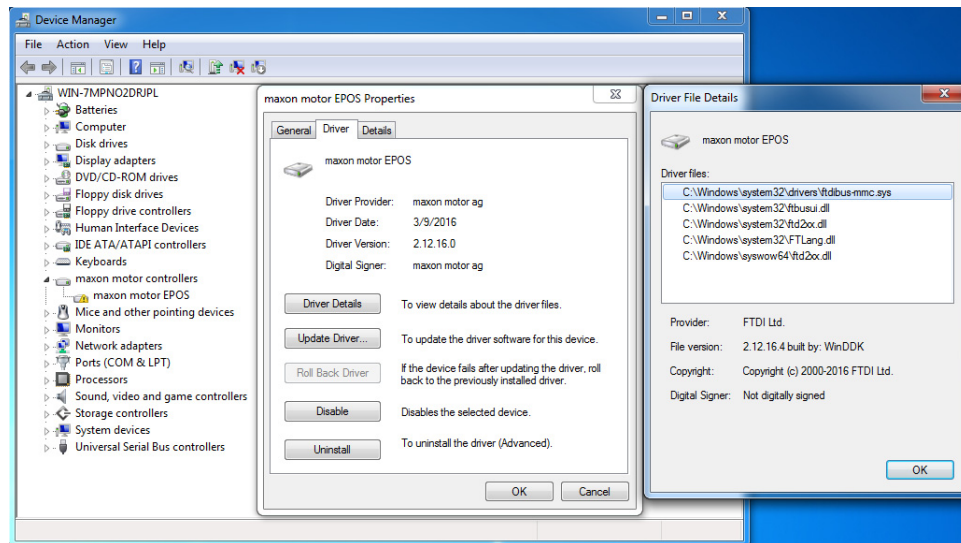 Device Manager
File Action View Help
WIN-7MPNO2DRJPL
Batteries
Computer
Disk drives
Display adapters
DVD/CD-ROM drives
Floppy disk drives
Floppy drive controllers
Human Interface Devices
IDE ATA/ATAPI controllers
Keyboards
maxon motor controllers
maxon motor EPOS
Mice and other pointing devices
Monitors
Network adapters
Ports (COM & LPT)
Processors
Sound, video and game controllers
Storage controllers
System devices
Universal Serial Bus controllers
maxon motor EPOS Properties
General Driver Details
maxon motor EPOS
Driver Provider: maxon motor ag
Driver Date: 3/9/2016
Driver Version: 2.12.16.0
Digital Signer: maxon motor ag
Driver Details To view details about the driver files.
Update Driver... To update the driver software for this device.
Roll Back Driver If the device fails after updating the driver, roll
back to the previously installed driver.
Disable Disables the selected device.
Uninstall To uninstall the driver (Advanced).
OK Cancel
Driver File Details
maxon motor EPOS
Driver files:
C:\Windows\system32\drivers\ftdibus-mmc.sys
C:\Windows\system32\ftbusui.dll
C:\Windows\system32\ftd2xx.dll
C:\Windows\system32\FTLang.dll
C:\Windows\syswow64\ftd2xx.dll
Provider: FTDI Ltd.
File version: 2.12.16.4 built by: WinDDK
Copyright: Copyright (c) 2000-2016 FTDI Ltd.
Digital Signer: Not digitally signed
OK